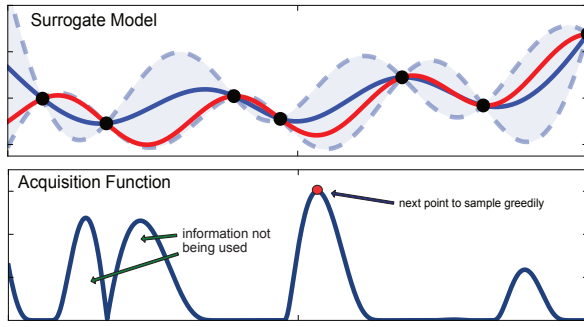 Surrogate Model
Acquisition Function
next point to sample greedily
information not
being used